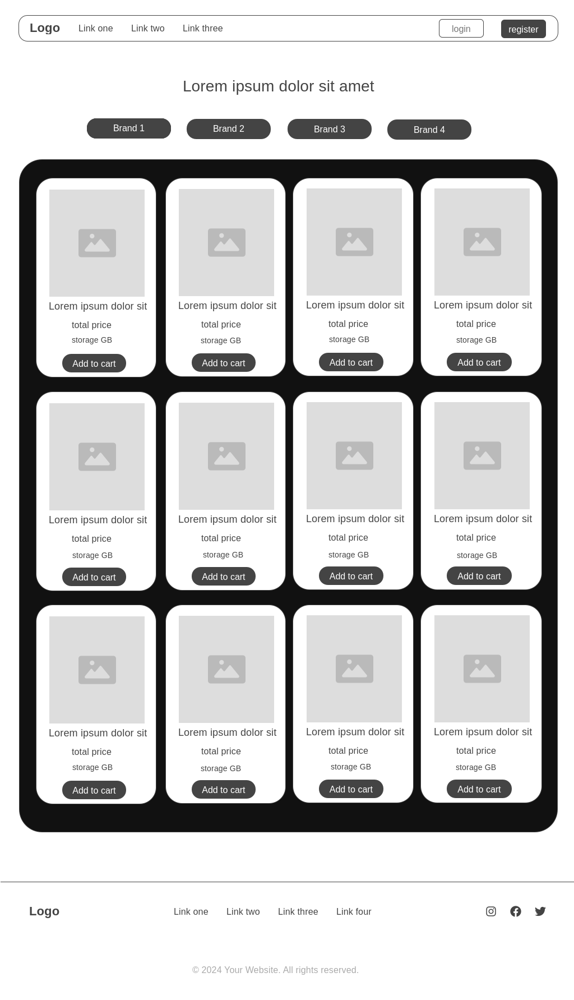 Logo Link one Link two Link three login register
Lorem ipsum dolor sit amet
Brand 1 Brand 2 Brand 3 Brand 4
Lorem ipsum dolor sit Lorem ipsum dolor sit Lorem ipsum dolor sit Lorem ipsum dolor sit
total price total price total price total price
storage GB storage GB storage GB storage GB
Add to cart Add to cart Add to cart Add to cart
Lorem ipsum dolor sit Lorem ipsum dolor sit Lorem ipsum dolor sit Lorem ipsum dolor sit
total price total price total price total price
storage GB storage GB storage GB storage GB
Add to cart Add to cart Add to cart Add to cart
Lorem ipsum dolor sit Lorem ipsum dolor sit Lorem ipsum dolor sit Lorem ipsum dolor sit
total price total price total price total price
storage GB storage GB storage GB storage GB
Add to cart Add to cart Add to cart Add to cart
Logo Link one Link two Link three Link four
© 2024 Your Website. All rights reserved.